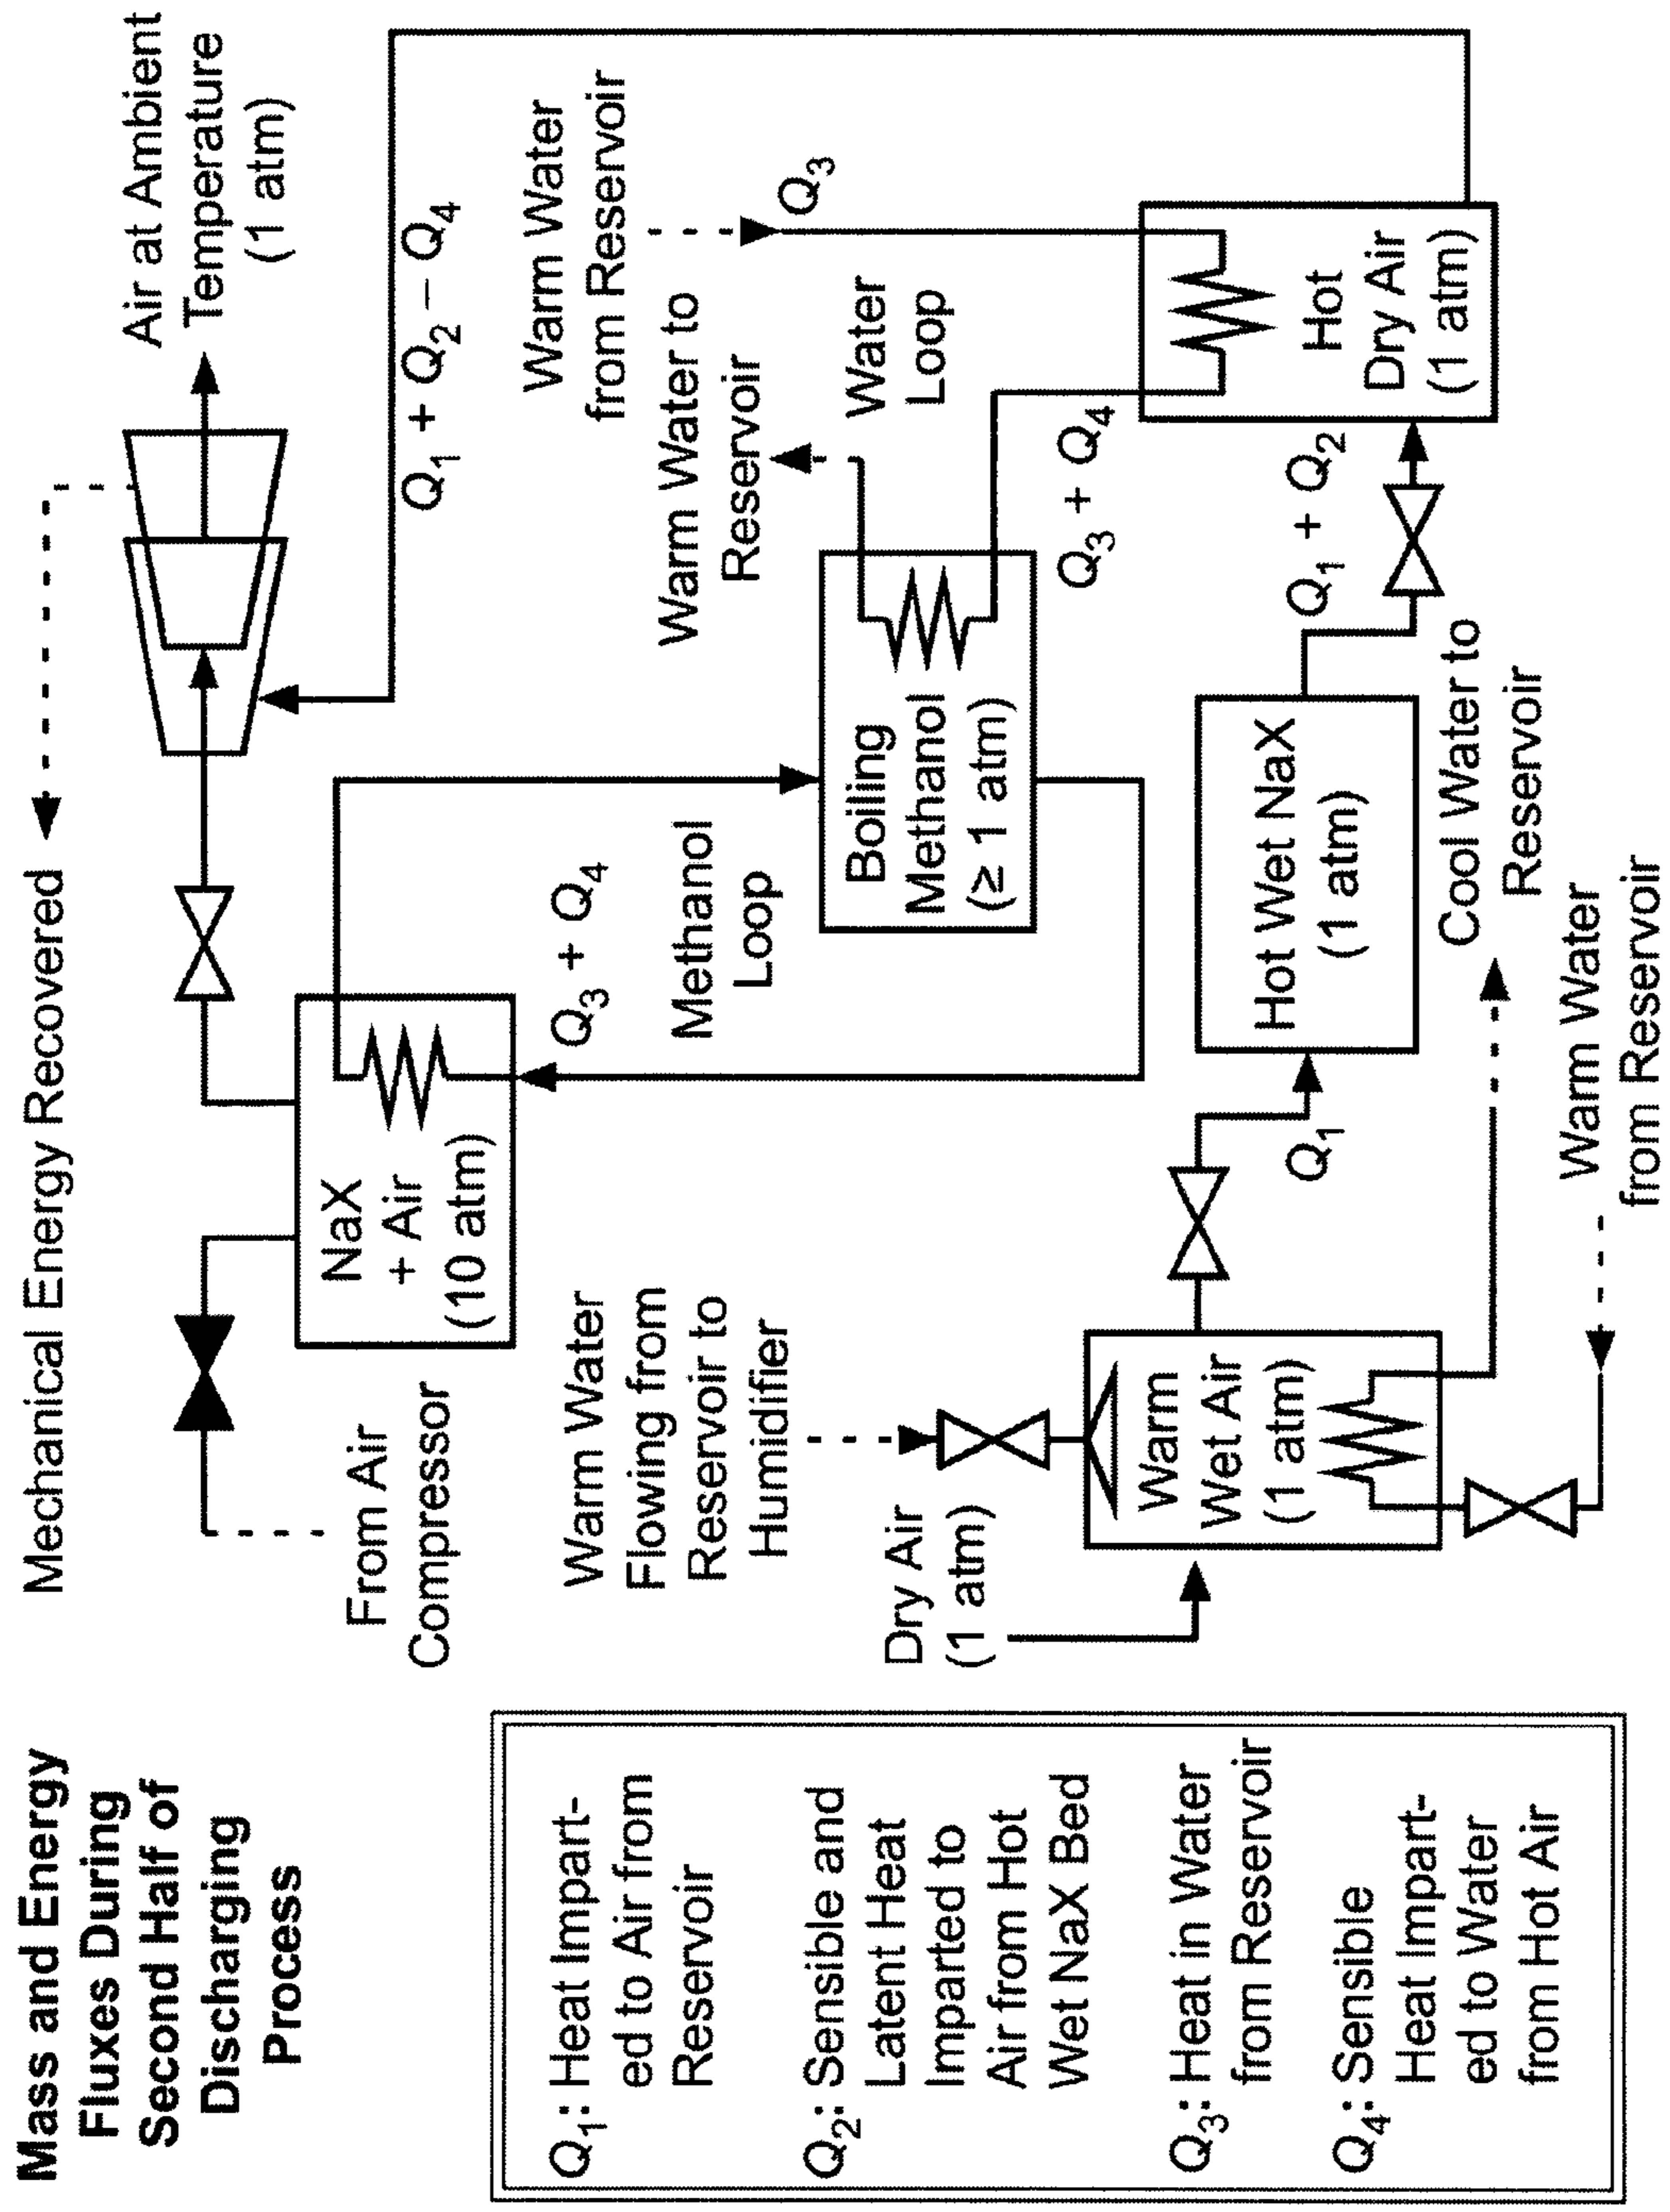 Mass and Energy
Fluxes During
Second Half of
Discharging
Process
Q1: Heat Impart-
ed to Air from
Reservoir
Q2: Sensible and
Latent Heat
Imparted to
Air from Hot
Wet NaX Bed
Q3: Heat in Water
from Reservoir
Q4: Sensible
Heat Impart-
ed to Water
from Hot Air
Mechanical Energy Recovered
Air at Ambient
Temperature
(1 atm)
From Air
Compressor
NaX
+ Air
(10 atm)
Q3 + Q4
Q1 + Q2 – Q4
Methanol
Loop
Warm Water
from Reservoir
Q3
Warm Water to
Reservoir
Water
Loop
Boiling
Methanol
(≥ 1 atm)
Q3 + Q4
Hot
Dry Air
(1 atm)
Warm Water
Flowing from
Reservoir to
Humidifier
Dry Air
(1 atm)
Warm
Wet Air
(1 atm)
Q1
Hot Wet NaX
(1 atm)
Q1 + Q2
Cool Water to
Reservoir
Warm Water
from Reservoir